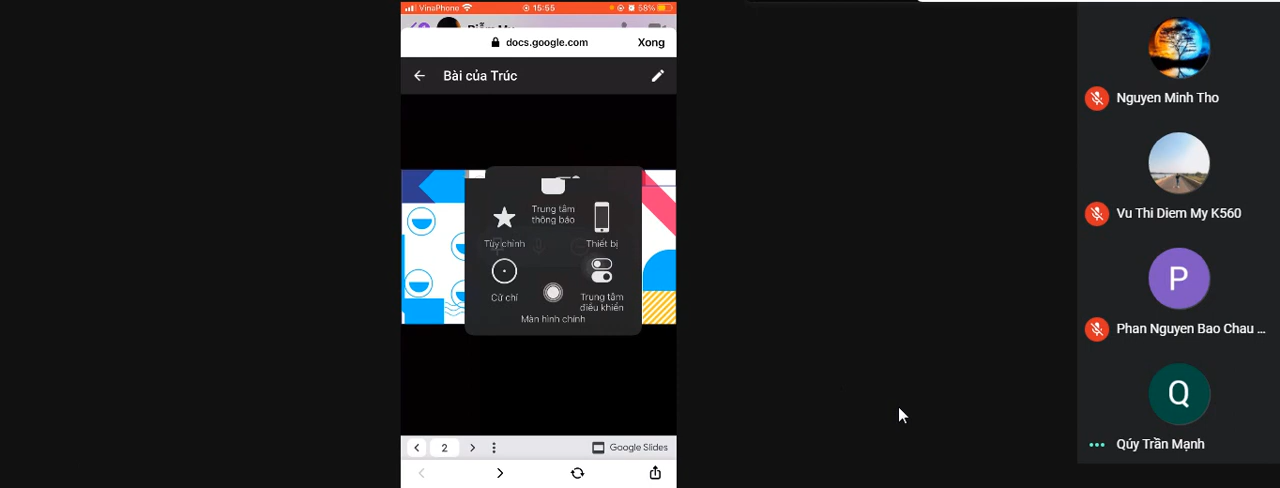 VinaPhone
15:55
58%
docs.google.com
Xong
Bài của Trúc
Trung tâm
thông báo
Tùy chỉnh
Thiết bị
Cử chỉ
Trung tâm
điều khiển
Màn hình chính
2
Google Slides
Nguyen Minh Tho
Vu Thi Diem My K560
P
Phan Nguyen Bao Chau ...
Q
Qúy Trần Mạnh